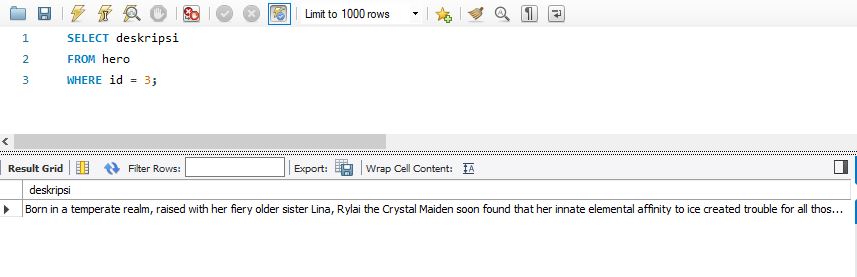 Limit to 1000 rows
1 SELECT deskripsi
2 FROM hero
3 WHERE id = 3;
Result Grid Filter Rows: Export: Wrap Cell Content:
deskripsi
Born in a temperate realm, raised with her fiery older sister Lina, Rylai the Crystal Maiden soon found that her innate elemental affinity to ice created trouble for all thos...